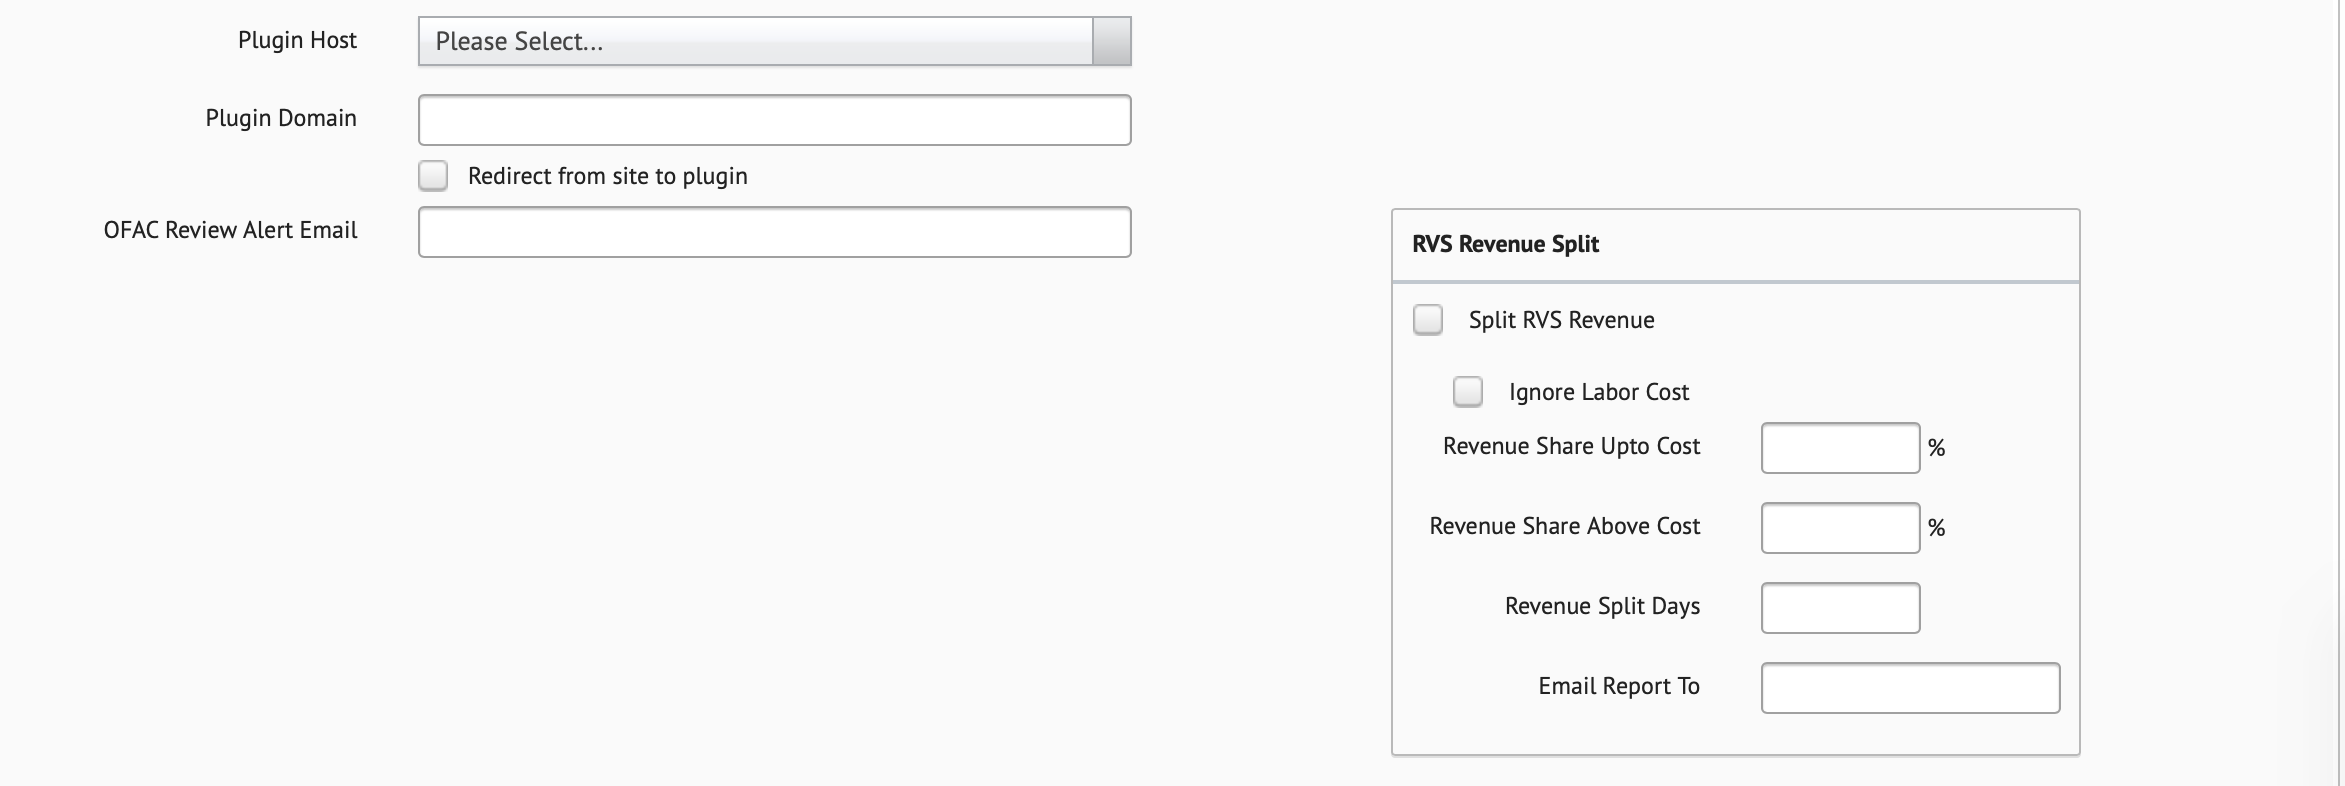 Plugin Host
Please Select...
Plugin Domain
Redirect from site to plugin
OFAC Review Alert Email
RVS Revenue Split
Split RVS Revenue
Ignore Labor Cost
Revenue Share Upto Cost %
Revenue Share Above Cost %
Revenue Split Days
Email Report To